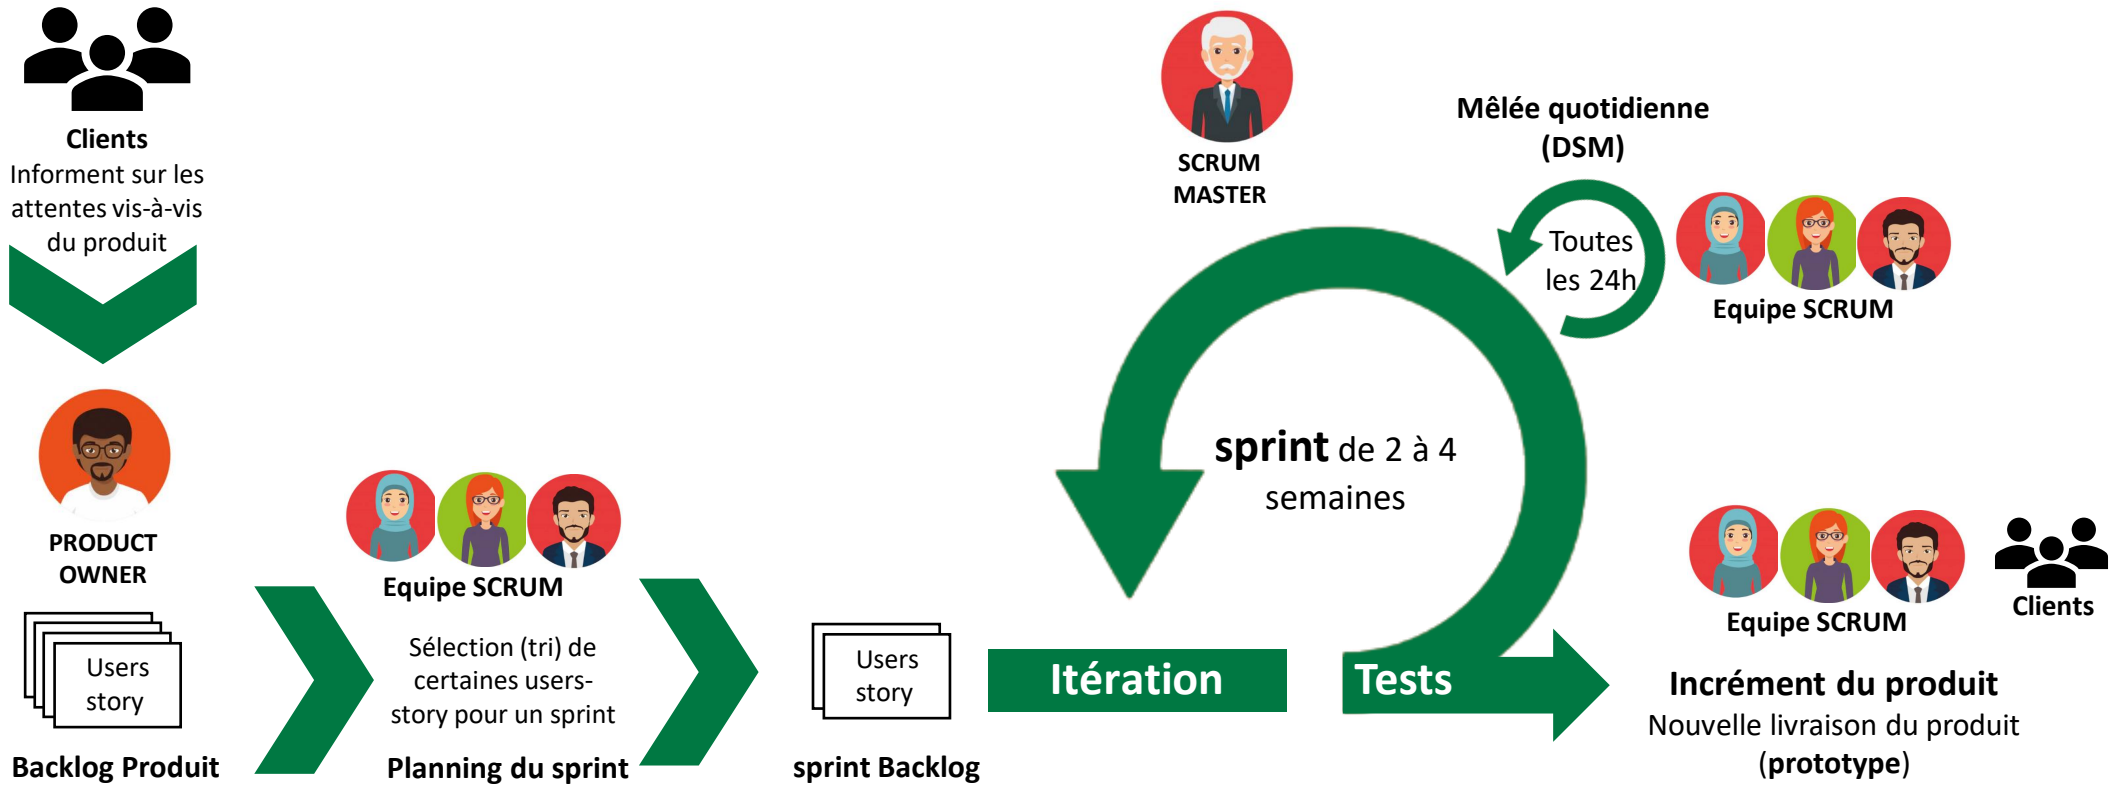 Clients
Informent sur les
attentes vis-à-vis
du produit
PRODUCT
OWNER
Users
story
Backlog Produit
Equipe SCRUM
Sélection (tri) de
certaines users-
story pour un sprint
Planning du sprint
Users
story
sprint Backlog
SCRUM
MASTER
Mêlée quotidienne
(DSM)
Toutes
les 24h
Equipe SCRUM
sprint de 2 à 4
semaines
Itération
Tests
Equipe SCRUM
Clients
Incrément du produit
Nouvelle livraison du produit
(prototype)